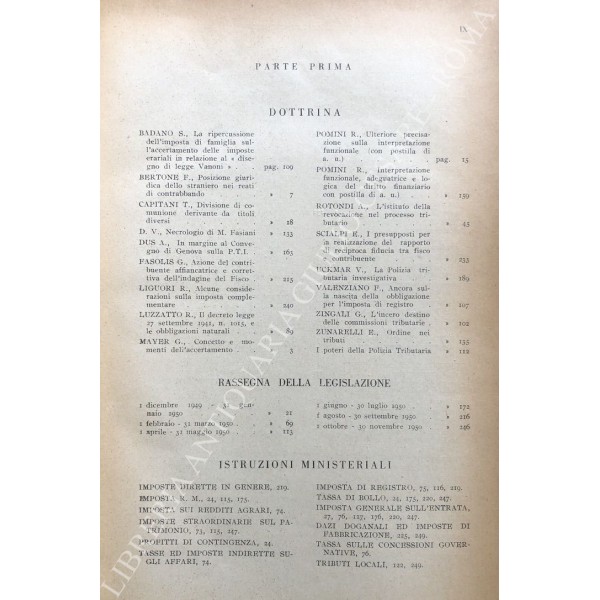 IX
PARTE PRIMA
DOTTRINA
BADANO S., La ripercussione
dell'imposta di famiglia sul-
l'accertamento delle imposte
erariali in relazione al « dise-
gno di legge Vanoni » . pag. 109
BERTONE F., Posizione giuri-
dica dello straniero nei reati
di contrabbando . . » 7
CAPITANI T., Divisione di co-
munione derivante da titoli
diversi . . . » 18
D. V., Necrologio di M. Fasiani » 133
DUS A., In margine al Conve-
gno di Genova sulla P.T.I. . » 163
FASOLIS G., Azione del contri-
buente affiancatrice e corret-
tiva dell'indagine del Fisco . » 225
LIGUORI R., Alcune conside-
razioni sulla imposta comple-
mentare . . . » 240
LUZZATTO R., Il decreto legge
27 settembre 1941, n. 1015, e
le obbligazioni naturali . . » 89
MAYER G., Concetto e mo-
menti dell'accertamento . . » 3
POMINI R., Ulteriore precisa-
zione sulla interpretazione
funzionale (con postilla di
a. u.) . . . pag. 15
POMINI R., Interpretazione
funzionale, adeguatrice e lo-
gica del diritto finanziario
con postilla di a. u.) . . » 159
ROTONDI A., L'istituto della
revocazione nel processo tri-
butario . . . » 45
SCIALPI E., I presupposti per
la realizzazione del rapporto
di reciproca fiducia tra fisco
e contribuente . . » 233
UCKMAR V., La Polizia tri-
butaria investigativa . . » 189
VALENZIANO F., Ancora sul-
la nascita della obbligazione
per l'imposta di registro . » 107
ZINGALI G., L'incero destino
delle commissioni tributarie . » 102
ZUNARELLI E., Ordine nei
tributi . . . » 135
I poteri della Polizia Tributaria » 112
RASSEGNA DELLA LEGISLAZIONE
1 dicembre 1949 - 31 gen-
naio 1950 . . . » 21
1 febbraio - 31 marzo 1950 . » 69
1 aprile - 31 maggio 1950 . . » 113
1 giugno - 30 luglio 1950 . » 172
1 agosto - 30 settembre 1950 . » 216
1 ottobre - 30 novembre 1950 . » 246
ISTRUZIONI MINISTERIALI
IMPOSTE DIRETTE IN GENERE, 219.
IMPOSTA R. M., 24, 125, 175.
IMPOSTA SUI REDDITI AGRARI, 74.
IMPOSTE STRAORDINARIE SUL PA-
TRIMONIO, 73, 125, 247.
PROFITTI DI CONTINGENZA, 24.
TASSE ED IMPOSTE INDIRETTE SU-
GLI AFFARI, 74.
IMPOSTA DI REGISTRO, 75, 126, 219.
TASSA DI BOLLO, 24, 175, 220, 247.
IMPOSTA GENERALE SULL'ENTRATA,
27, 76, 127, 176, 220, 247.
DAZI DOGANALI ED IMPOSTE DI
FABBRICAZIONE, 225, 249.
TASSA SULLE CONCESSIONI GOVER-
NATIVE, 76.
TRIBUTI LOCALI, 122, 249.